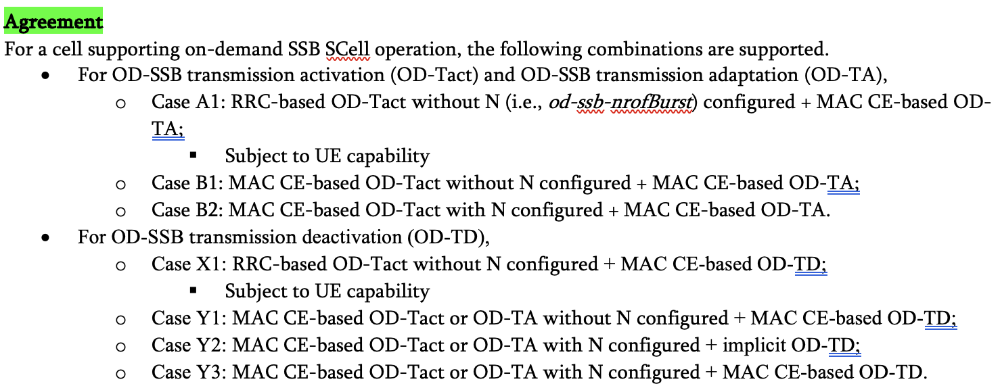 Agreement
For a cell supporting on-demand SSB SCell operation, the following combinations are supported.
• For OD-SSB transmission activation (OD-Tact) and OD-SSB transmission adaptation (OD-TA),
o Case A1: RRC-based OD-Tact without N (i.e., od-ssb-nrofBurst) configured + MAC CE-based OD-
TA;
▪ Subject to UE capability
o Case B1: MAC CE-based OD-Tact without N configured + MAC CE-based OD-TA;
o Case B2: MAC CE-based OD-Tact with N configured + MAC CE-based OD-TA.
• For OD-SSB transmission deactivation (OD-TD),
o Case X1: RRC-based OD-Tact without N configured + MAC CE-based OD-TD;
▪ Subject to UE capability
o Case Y1: MAC CE-based OD-Tact or OD-TA without N configured + MAC CE-based OD-TD;
o Case Y2: MAC CE-based OD-Tact or OD-TA with N configured + implicit OD-TD;
o Case Y3: MAC CE-based OD-Tact or OD-TA with N configured + MAC CE-based OD-TD.